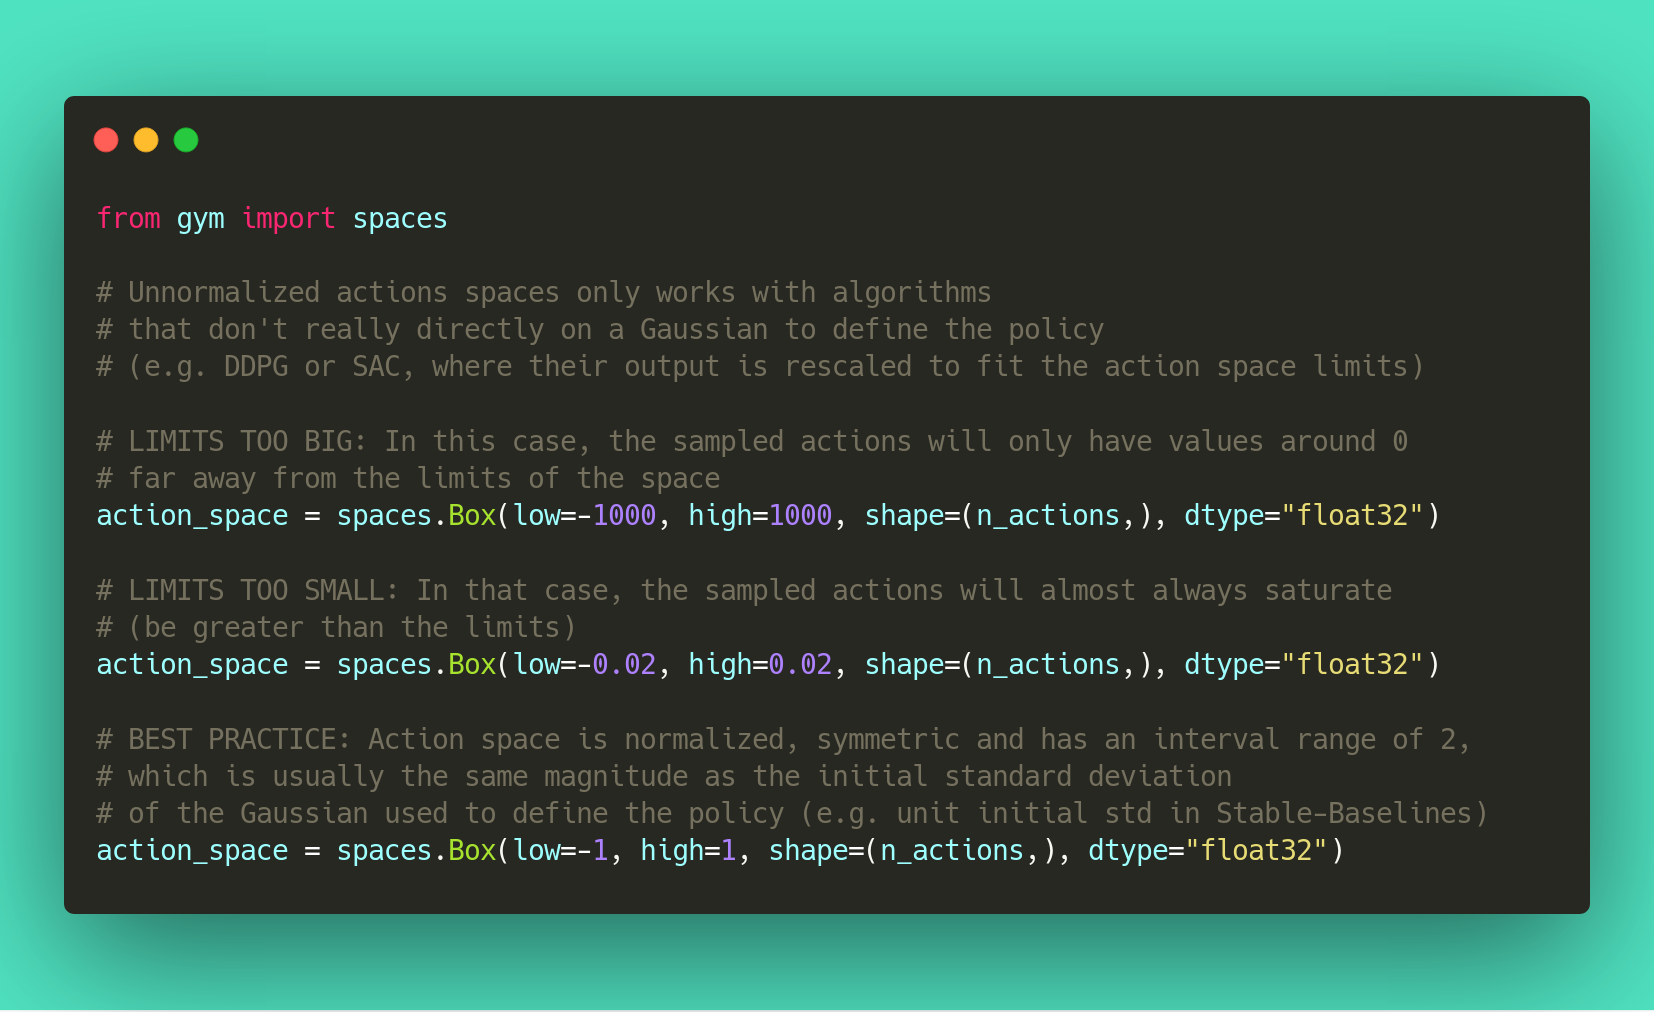 from gym import spaces
# Unnormalized actions spaces only works with algorithms
# that don't really directly on a Gaussian to define the policy
# (e.g. DDPG or SAC, where their output is rescaled to fit the action space limits)
# LIMITS TOO BIG: In this case, the sampled actions will only have values around 0
# far away from the limits of the space
action_space = spaces.Box(low=-1000, high=1000, shape=(n_actions,), dtype="float32")
# LIMITS TOO SMALL: In that case, the sampled actions will almost always saturate
# (be greater than the limits)
action_space = spaces.Box(low=-0.02, high=0.02, shape=(n_actions,), dtype="float32")
# BEST PRACTICE: Action space is normalized, symmetric and has an interval range of 2,
# which is usually the same magnitude as the initial standard deviation
# of the Gaussian used to define the policy (e.g. unit initial std in Stable-Baselines)
action_space = spaces.Box(low=-1, high=1, shape=(n_actions,), dtype="float32")